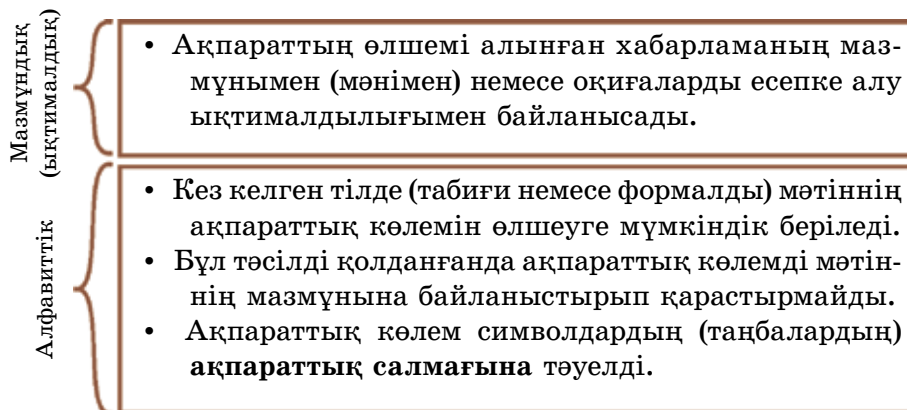 Мазмұндық
(ықтималдық)
• Ақпараттың өлшемі алынған хабарламаның маз-
мұнымен (мәнімен) немесе оқиғаларды есепке алу
ықтималдылығымен байланысады.
Алфавиттік
• Кез келген тілде (табиғи немесе формалды) мәтіннің
ақпараттық көлемін өлшеуге мүмкіндік беріледі.
• Бұл тәсілді қолданғанда ақпараттық көлемді мәтін-
нің мазмұнына байланыстырып қарастырмайды.
• Ақпараттық көлем символдардың (таңбалардың)
ақпараттық салмағына тәуелді.